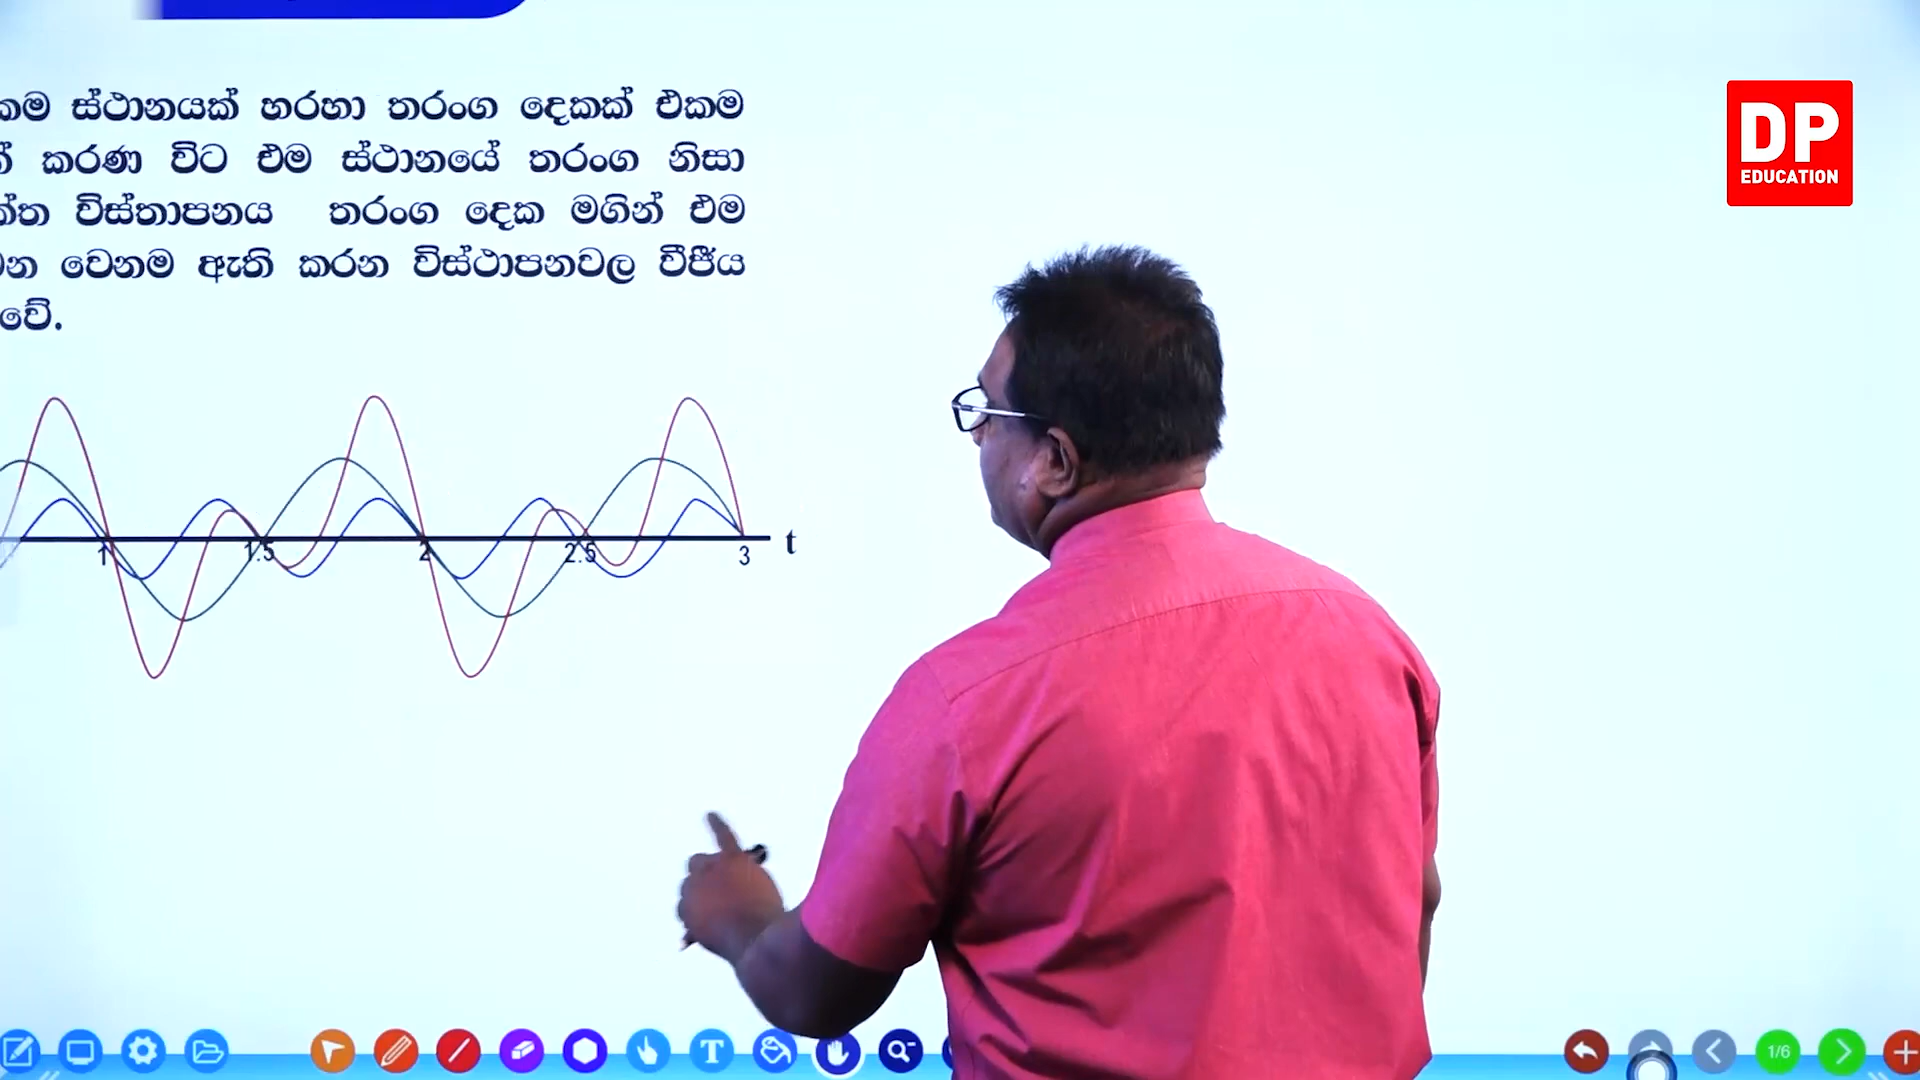 ස්ථානයක් හරහා තරංග දෙකක් එකම
කරණ විට එම ස්ථානයේ තරංග නිසා
විස්තාපනය තරංග දෙක මගින් එම
වෙනම ඇති කරන විස්ථාපනවල වීජීය
වේ.
1 1.5 2 2.5 3 t
DP
EDUCATION
T
1/6